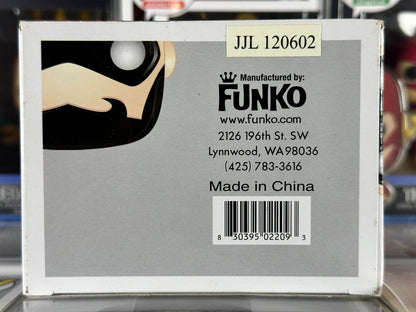 JJL 120602
Manufactured by:
FUNKO
www.funko.com
2126 196th St. SW
Lynnwood, WA98036
(425) 783-3616
Made in China
8 30395 02209 3